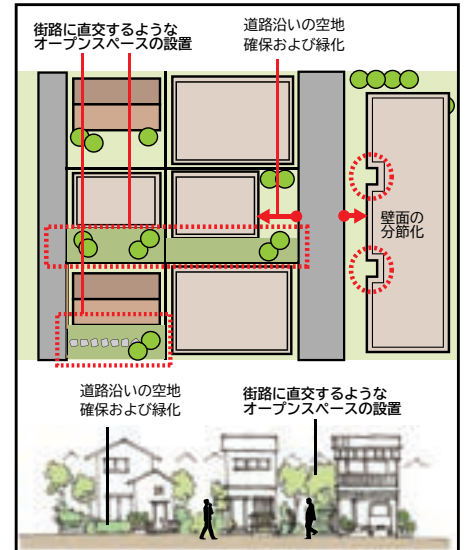 街路に直交するような
オープンスペースの設置
道路沿いの空地
確保および緑化
壁面の
分節化
道路沿いの空地
確保および緑化
街路に直交するような
オープンスペースの設置